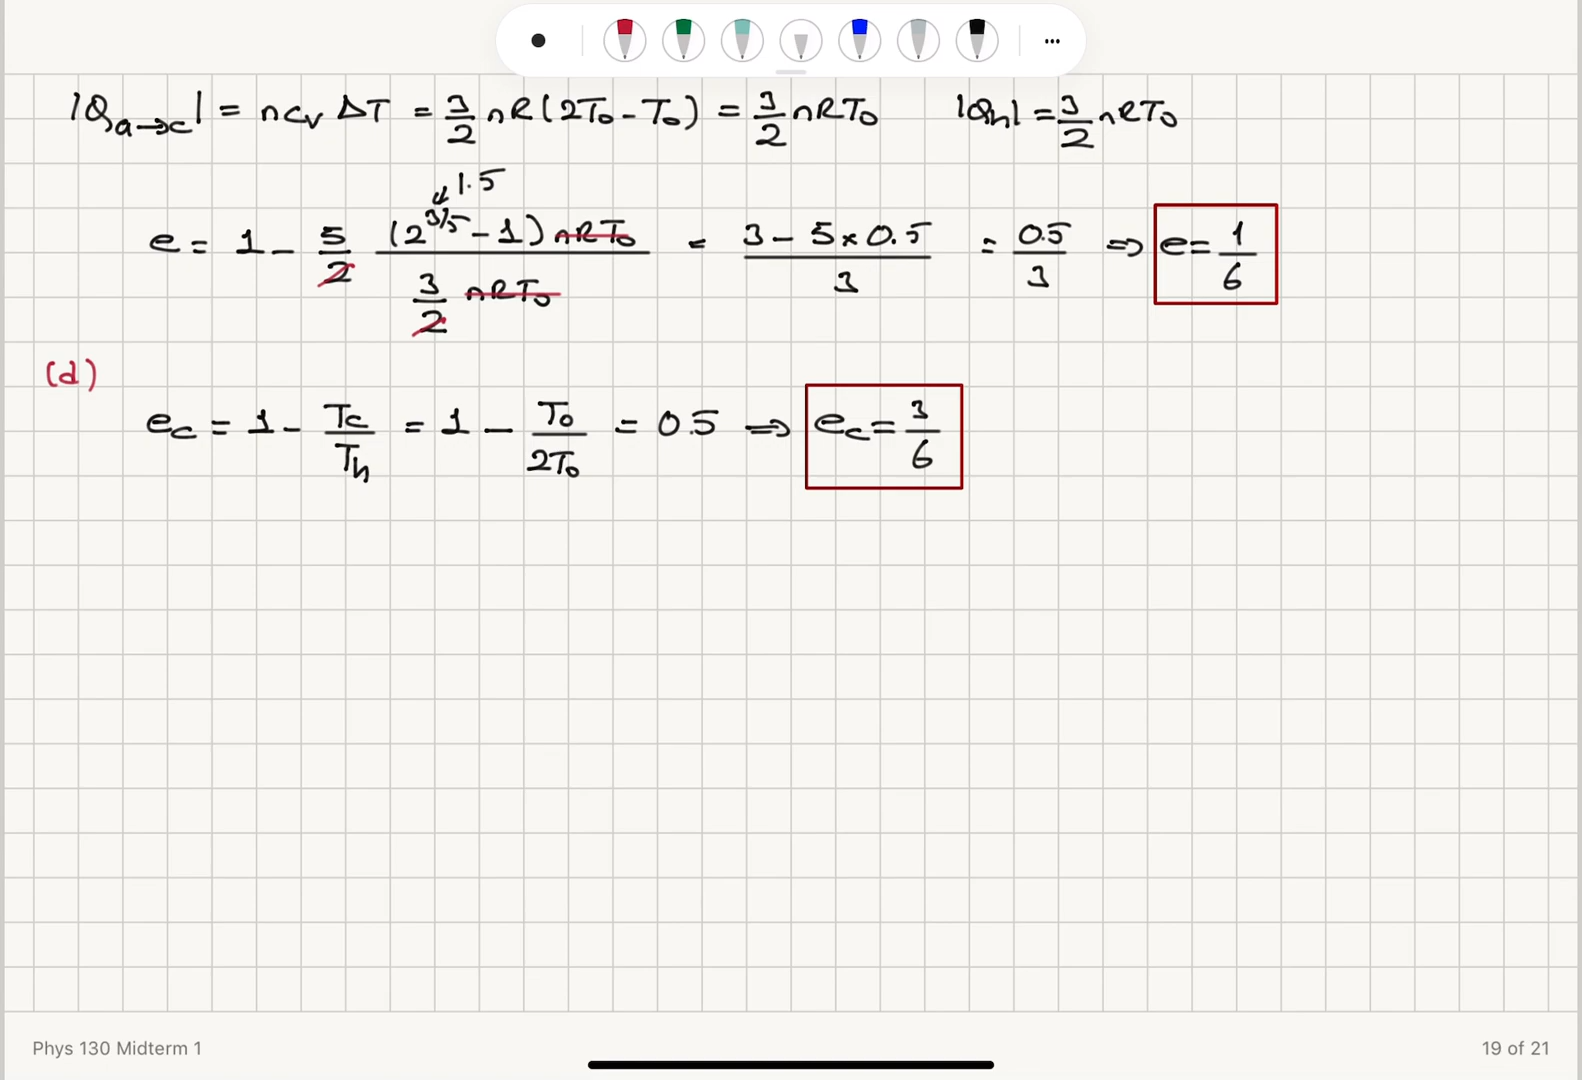 |Q_{a→c}| = nc_v ΔT = 3/2 nR(2T₀ - T₀) = 3/2 nRT₀ |Q_h| = 3/2 nRT₀
1.5
e = 1 - 5/2 (2^{3/5} - 1) nRT₀ / 3/2 nRT₀ = 3 - 5 × 0.5 / 3 = 0.5/3 ⇒ e = 1/6
(d)
e_c = 1 - T_c/T_h = 1 - T₀/2T₀ = 0.5 ⇒ e_c = 3/6
Phys 130 Midterm 1
19 of 21